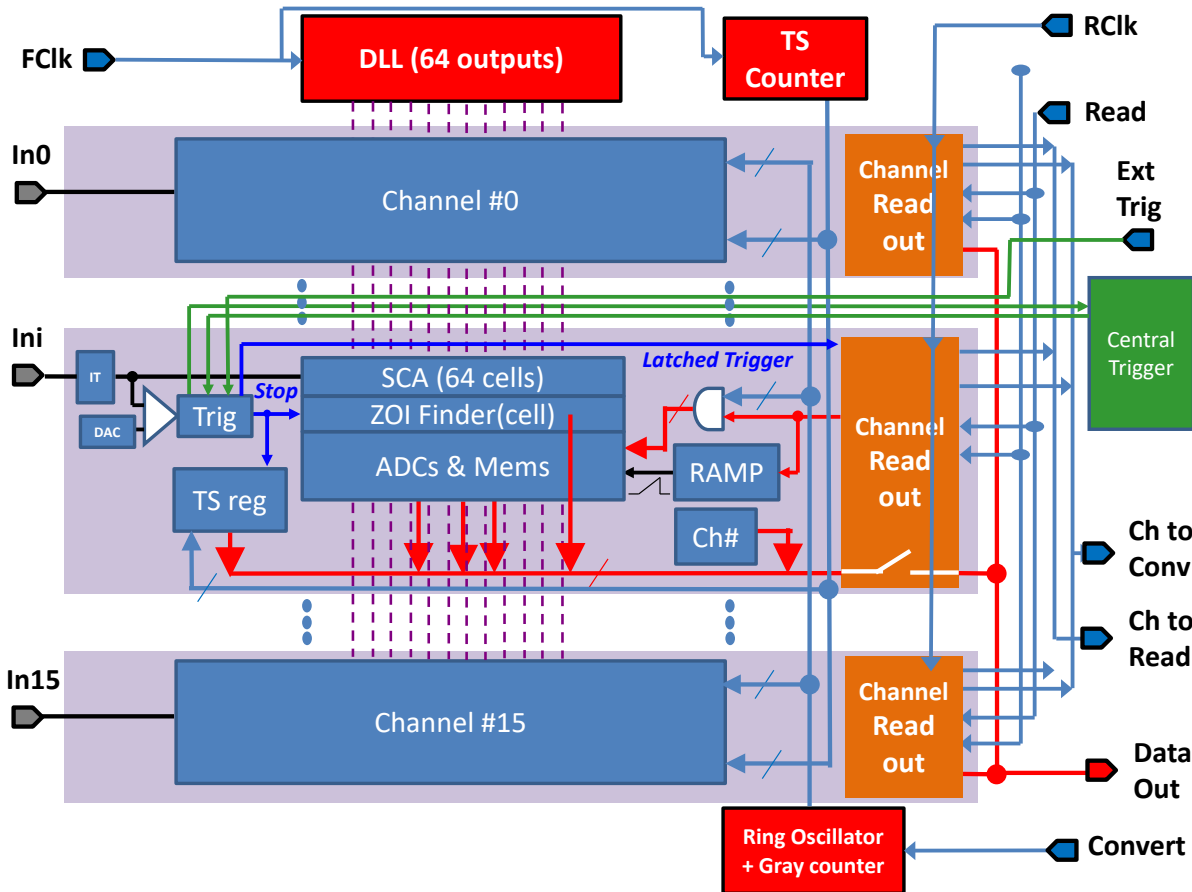 FClk
DLL (64 outputs)
TS
Counter
RClk
Read
Ext
Trig
In0
Channel #0
Channel
Read
out
Ini
IT
DAC
Trig
Stop
Latched Trigger
SCA (64 cells)
ZOI Finder(cell)
ADCs & Mems
RAMP
TS reg
Ch#
Channel
Read
out
Central
Trigger
Ch to
Conv
Ch to
Read
In15
Channel #15
Channel
Read
out
Data
Out
Ring Oscillator
+ Gray counter
Convert